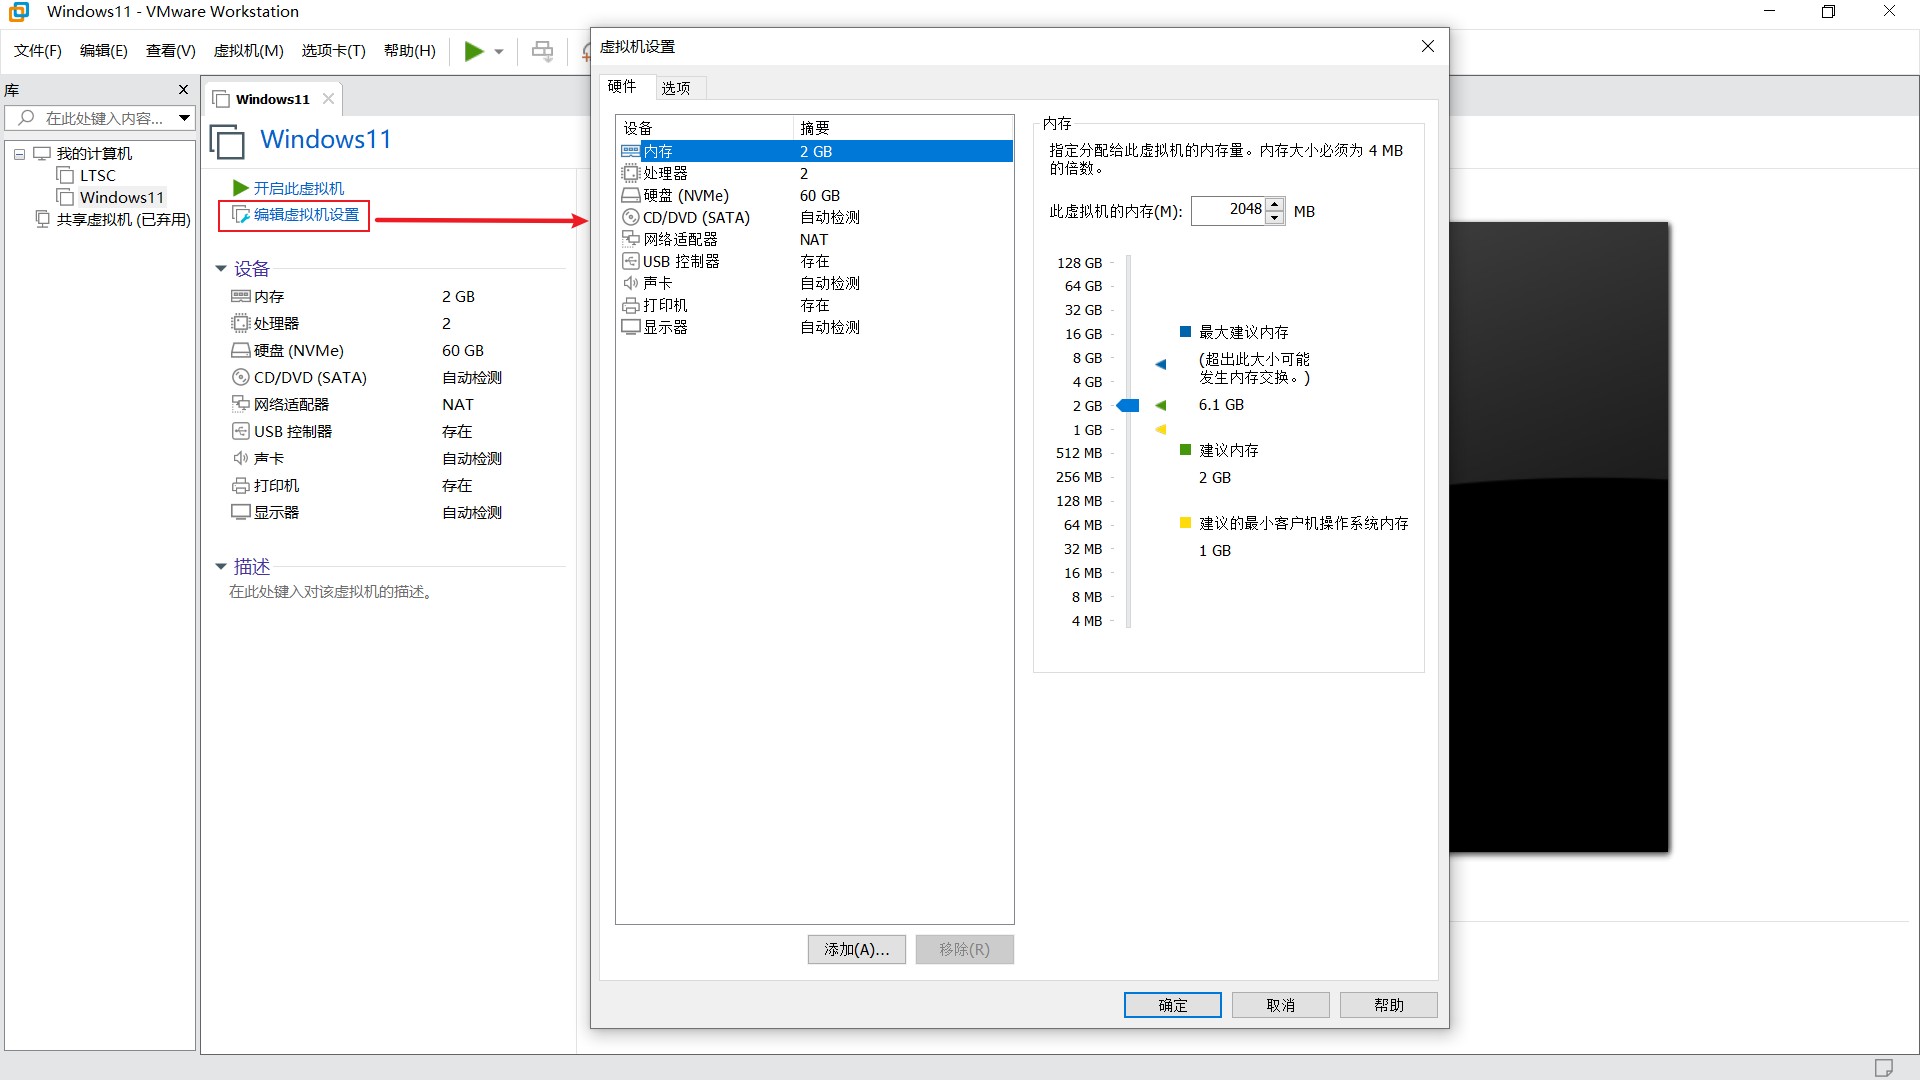 Windows11 - VMware Workstation
文件(F) 编辑(E) 查看(V) 虚拟机(M) 选项卡(T) 帮助(H)
库
在此处键入内容...
我的计算机
LTSC
Windows11
共享虚拟机 (已弃用)
Windows11
Windows11
开启此虚拟机
编辑虚拟机设置
设备
内存 2 GB
处理器 2
硬盘 (NVMe) 60 GB
CD/DVD (SATA) 自动检测
网络适配器 NAT
USB 控制器 存在
声卡 自动检测
打印机 存在
显示器 自动检测
描述
在此处键入对该虚拟机的描述。
虚拟机设置
硬件 选项
设备 摘要
内存 2 GB
处理器 2
硬盘 (NVMe) 60 GB
CD/DVD (SATA) 自动检测
网络适配器 NAT
USB 控制器 存在
声卡 自动检测
打印机 存在
显示器 自动检测
添加(A)... 移除(R)
内存
指定分配给此虚拟机的内存量。内存大小必须为 4 MB
的倍数。
此虚拟机的内存(M): 2048 MB
128 GB
64 GB
32 GB
16 GB
8 GB
4 GB
2 GB
1 GB
512 MB
256 MB
128 MB
64 MB
32 MB
16 MB
8 MB
4 MB
最大建议内存
(超出此大小可能
发生内存交换。)
6.1 GB
建议内存
2 GB
建议的最小客户机操作系统内存
1 GB
确定 取消 帮助